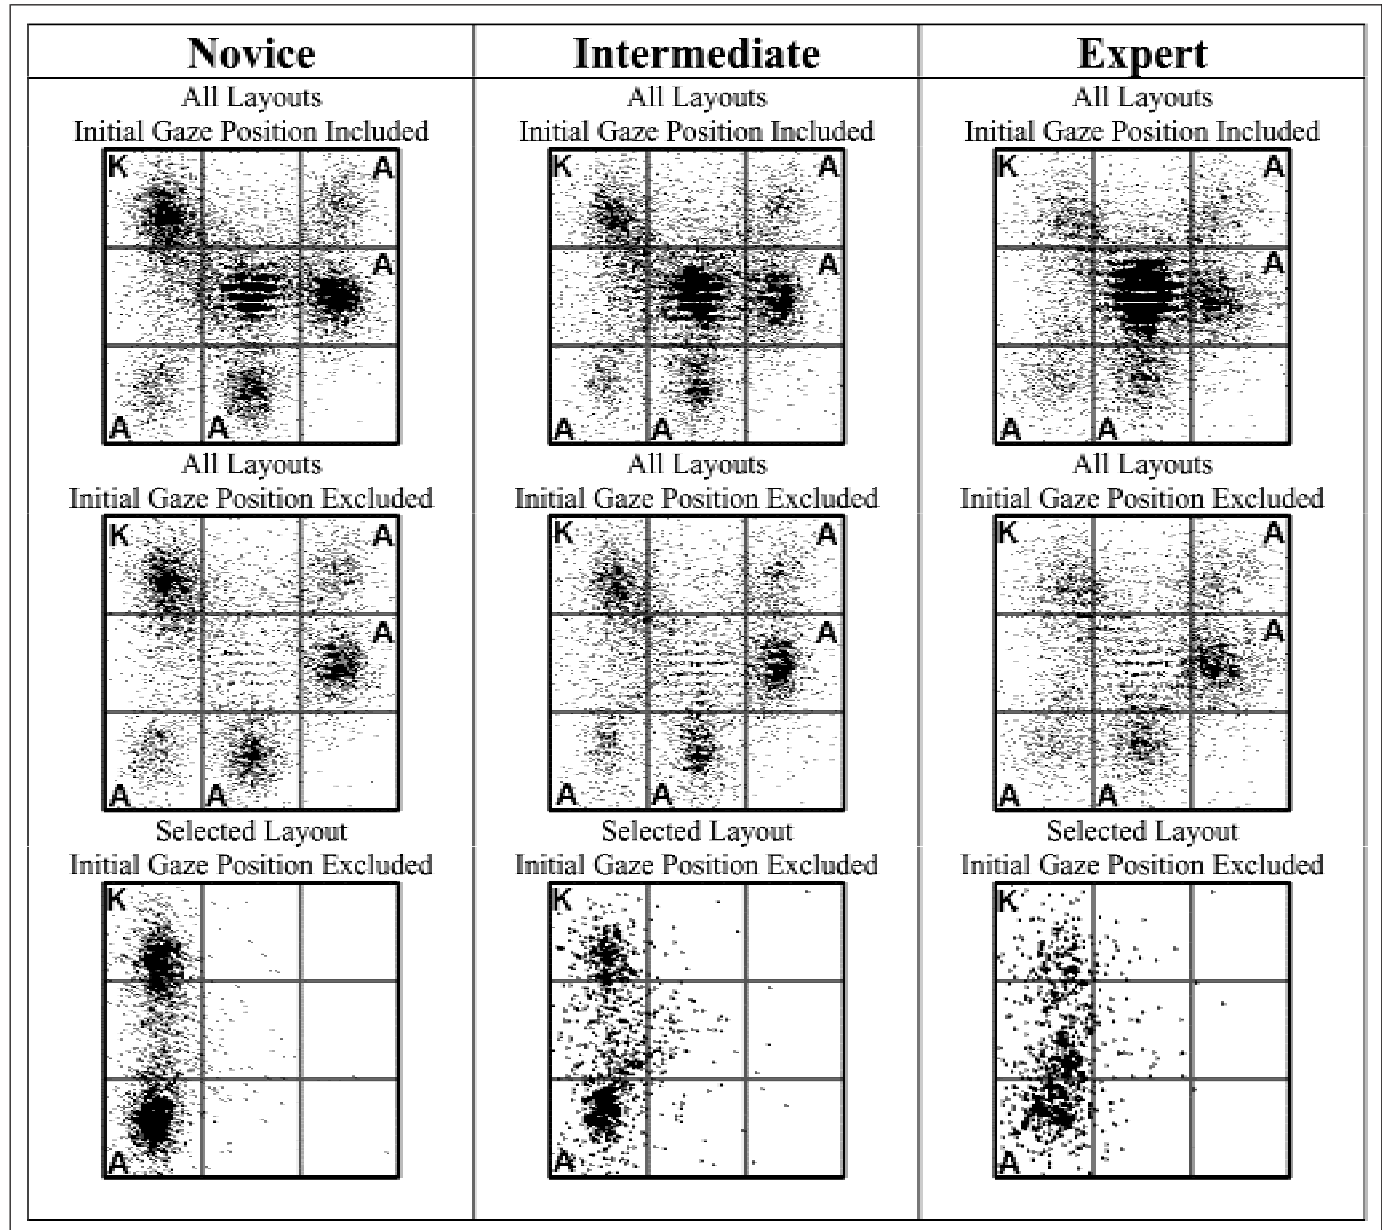 Novice Intermediate Expert
All Layouts All Layouts All Layouts
Initial Gaze Position Included Initial Gaze Position Included Initial Gaze Position Included
K A K A K A
A A A
A A A A A A
All Layouts All Layouts All Layouts
Initial Gaze Position Excluded Initial Gaze Position Excluded Initial Gaze Position Excluded
K A K A K A
A A A
A A A A A A
Selected Layout Selected Layout Selected Layout
Initial Gaze Position Excluded Initial Gaze Position Excluded Initial Gaze Position Excluded
K K K
A A A